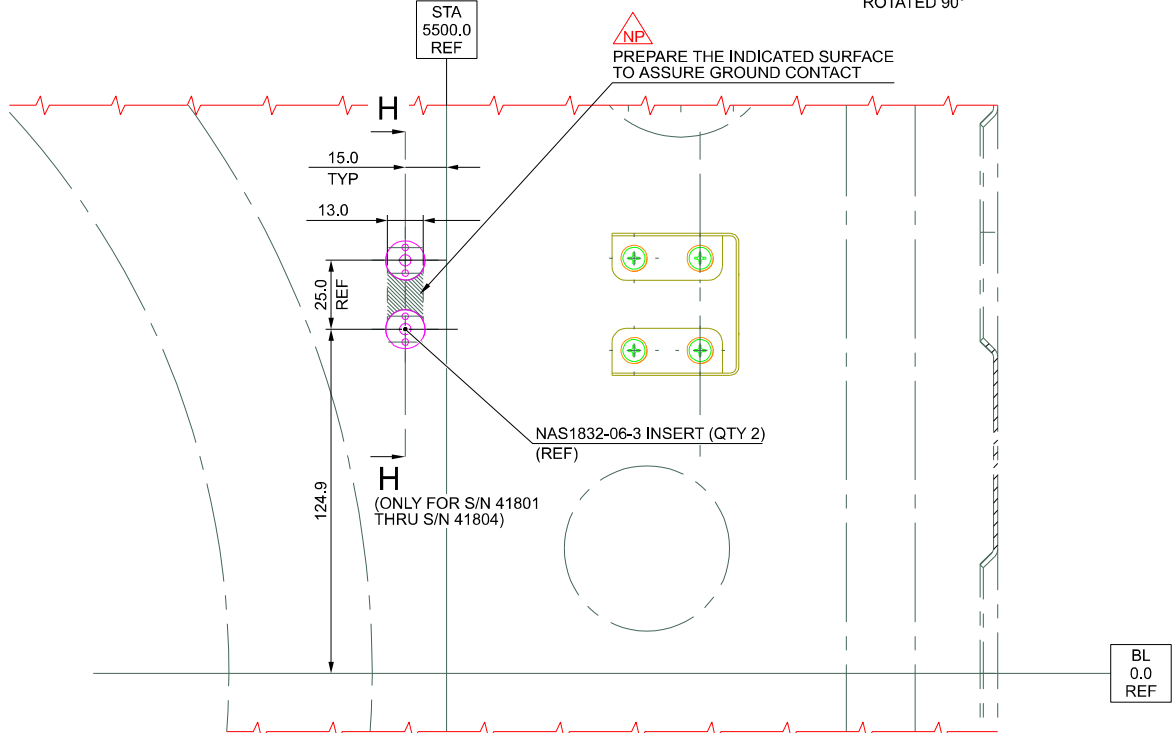 ROTATED 90°
STA
5500.0
REF
NP
PREPARE THE INDICATED SURFACE
TO ASSURE GROUND CONTACT
H
15.0
TYP
13.0
25.0
REF
NAS1832-06-3 INSERT (QTY 2)
(REF)
H
(ONLY FOR S/N 41801
THRU S/N 41804)
124.9
BL
0.0
REF